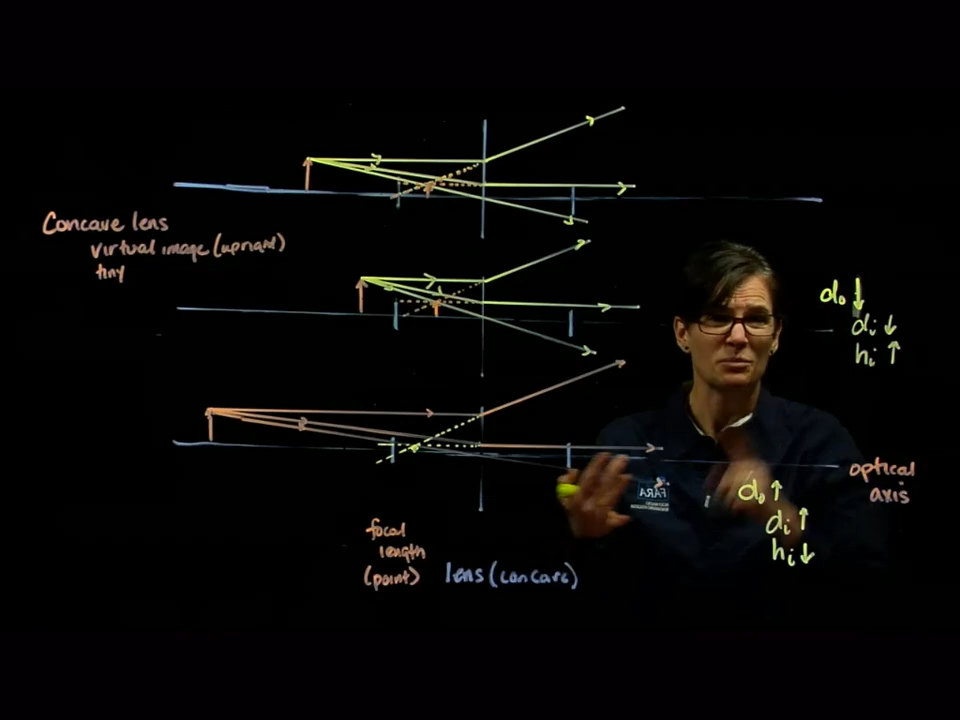 Concave lens
virtual image (upright)
tiny
do ↓
di ↓
hi ↑
optical
axis
FARA
do ↑
di ↑
hi ↓
focal
length
(point)
lens (concave)